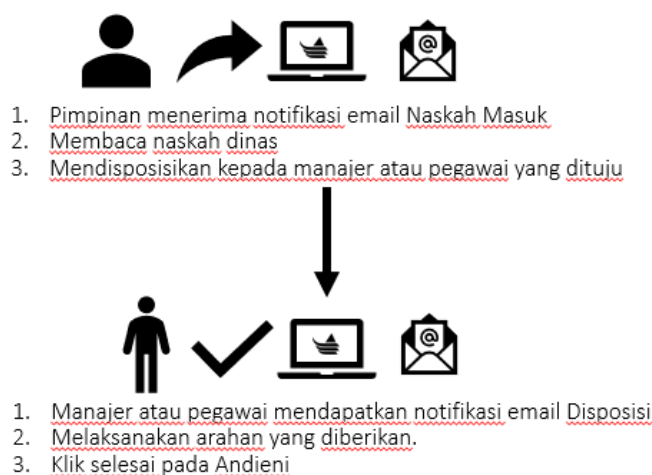 1. Pimpinan menerima notifikasi email Naskah Masuk
2. Membaca naskah dinas
3. Mendisposisikan kepada manajer atau pegawai yang dituju
1. Manajer atau pegawai mendapatkan notifikasi email Disposisi
2. Melaksanakan arahan yang diberikan.
3. Klik selesai pada Andieni